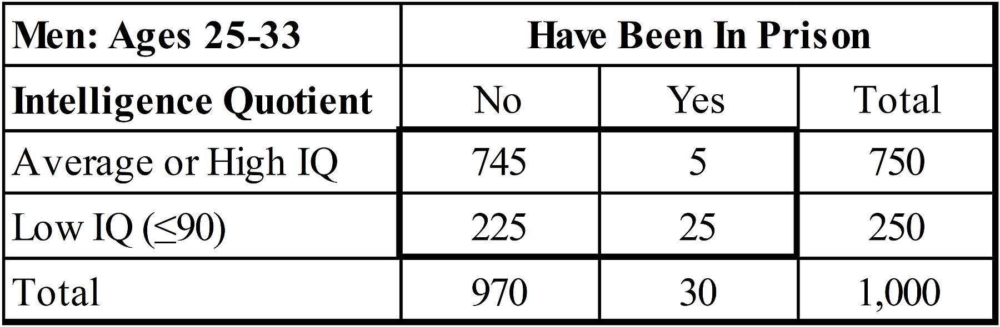 Men: Ages 25-33 Have Been In Prison
Intelligence Quotient No Yes Total
Average or High IQ 745 5 750
Low IQ (≤90) 225 25 250
Total 970 30 1,000